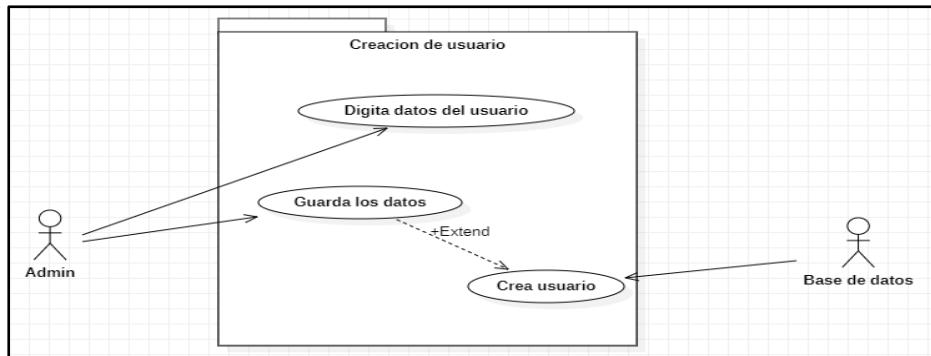 Creacion de usuario
Digita datos del usuario
Guarda los datos
+Extend
Admin
Crea usuario
Base de datos